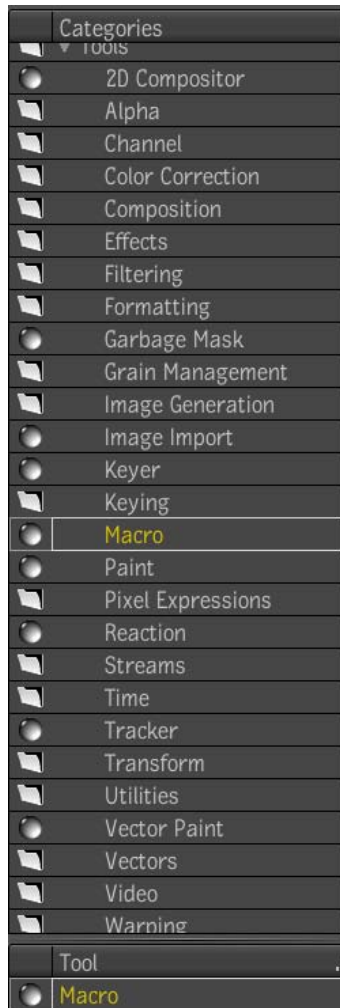 Categories
Tools
2D Compositor
Alpha
Channel
Color Correction
Composition
Effects
Filtering
Formatting
Garbage Mask
Grain Management
Image Generation
Image Import
Keyer
Keying
Macro
Paint
Pixel Expressions
Reaction
Streams
Time
Tracker
Transform
Utilities
Vector Paint
Vectors
Video
Warping
Tool
Macro